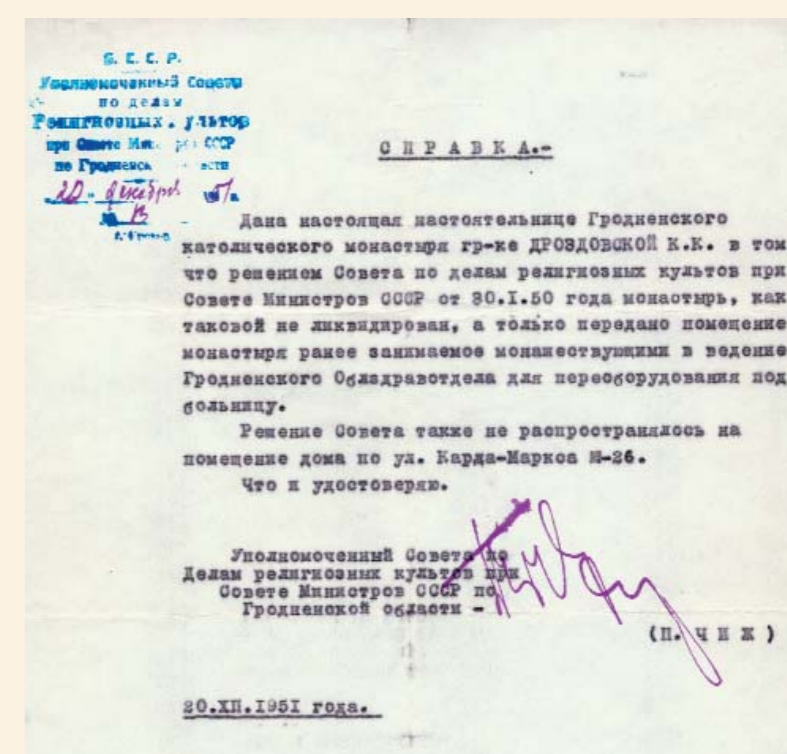 С. С. С. Р.
Уполномоченный Совета
по делам
Религиозных культов
при Совете Министров СССР
по Гродненской области
"20" декабря 1951 г.
№ 13
г. Гродно
СПРАВКА.-
Дана настоящая настоятельнице Гродненского
католического монастыря гр-ке ДРОЗДОВСКОЙ К.К. в том
что решением Совета по делам религиозных культов при
Совете Министров СССР от 30.I.50 года монастырь, как
таковой не ликвидирован, а только передано помещение
монастыря ранее занимаемое монашествующими в ведение
Гродненского Облздравотдела для переоборудования под
больницу.
Решение Совета также не распространялось на
помещение дома по ул. Карла-Маркса №-26.
Что и удостоверяю.
Уполномоченный Совета по
Делам религиозных культов при
Совете Министров СССР по
Гродненской области -
(П. ЧИЖ)
20.XII.1951 года.